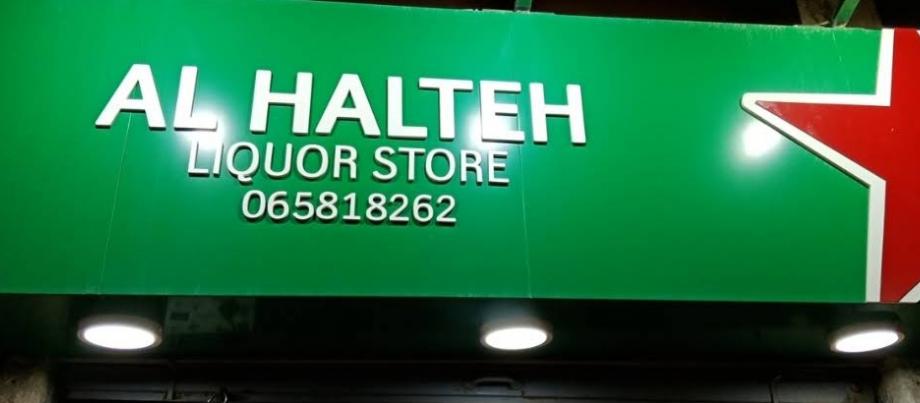 AL HALTEH
LIQUOR STORE
065818262